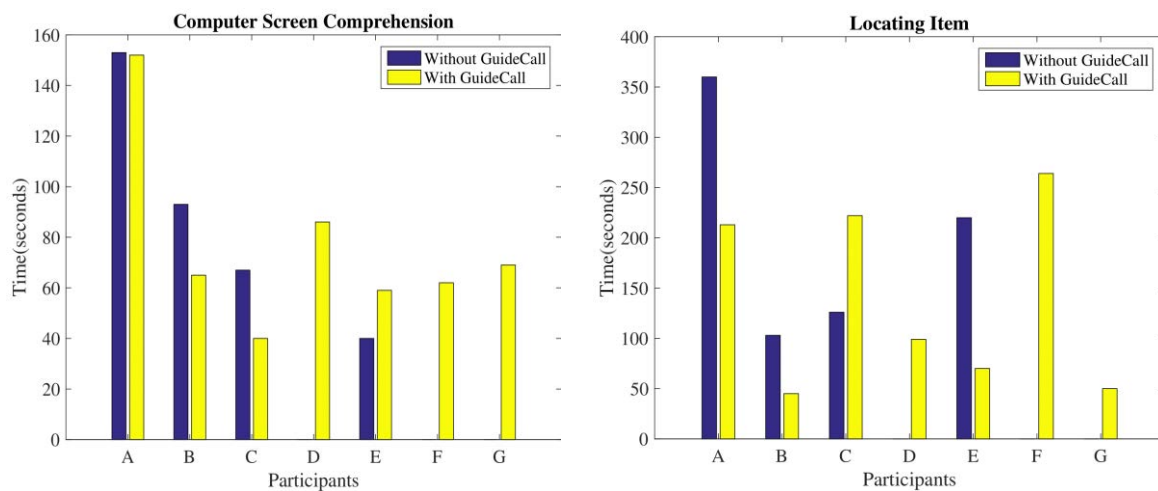 Computer Screen Comprehension
160
140
120
100
80
60
40
20
0
Time(seconds)
Without GuideCall
With GuideCall
A B C D E F G
Participants
Locating Item
400
350
300
250
200
150
100
50
0
Time(seconds)
Without GuideCall
With GuideCall
A B C D E F G
Participants